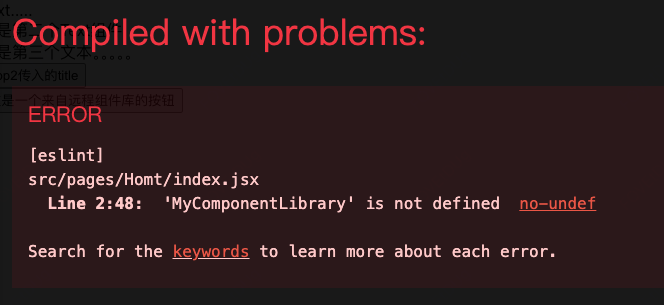 xt.....
Compiled with problems:
是第三个文本.....
pp2传入的title
是一个来自远程组件库的按钮
ERROR
[eslint]
src/pages/Homt/index.jsx
Line 2:48: 'MyComponentLibrary' is not defined no-undef
Search for the keywords to learn more about each error.